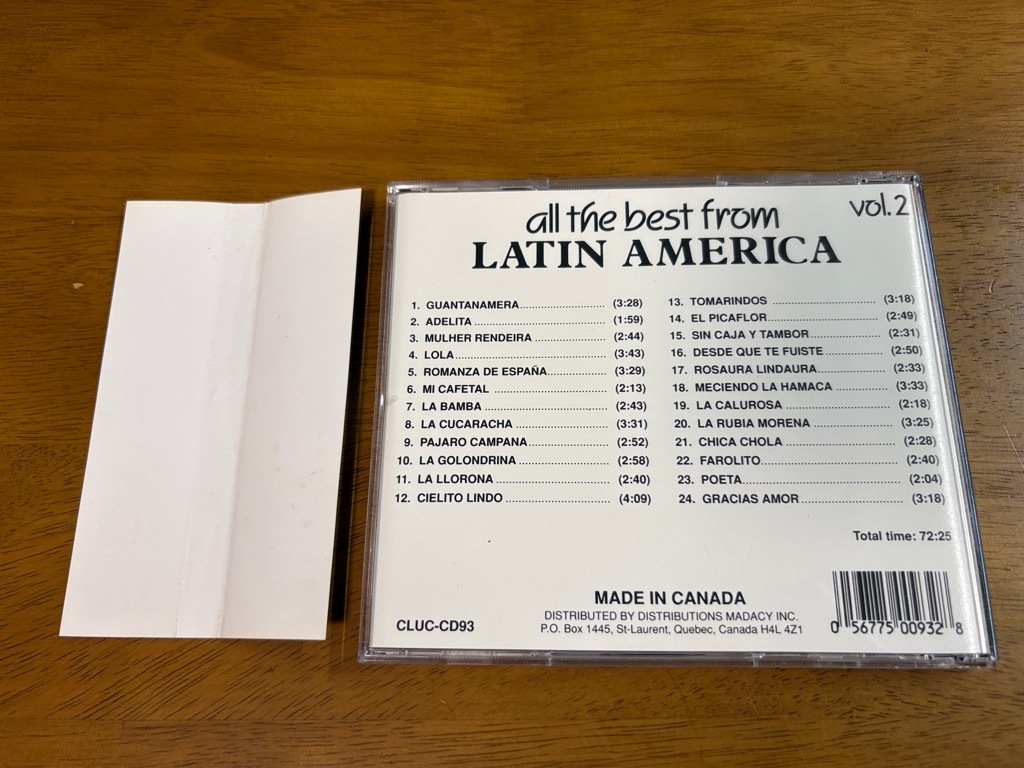 all the best from vol.2
LATIN AMERICA
1. GUANTANAMERA (3:28)
2. ADELITA (1:59)
3. MULHER RENDEIRA (2:44)
4. LOLA (3:43)
5. ROMANZA DE ESPAÑA (3:29)
6. MI CAFETAL (2:13)
7. LA BAMBA (2:43)
8. LA CUCARACHA (3:31)
9. PAJARO CAMPANA (2:52)
10. LA GOLONDRINA (2:58)
11. LA LLORONA (2:40)
12. CIELITO LINDO (4:09)
13. TOMARINDOS (3:18)
14. EL PICAFLOR (2:49)
15. SIN CAJA Y TAMBOR (2:31)
16. DESDE QUE TE FUISTE (2:50)
17. ROSAURA LINDAURA (2:33)
18. MECIENDO LA HAMACA (3:33)
19. LA CALUROSA (2:18)
20. LA RUBIA MORENA (3:25)
21. CHICA CHOLA (2:28)
22. FAROLITO (2:40)
23. POETA (2:04)
24. GRACIAS AMOR (3:18)
Total time: 72:25
MADE IN CANADA
DISTRIBUTED BY DISTRIBUTIONS MADACY INC.
P.O. Box 1445, St-Laurent, Quebec, Canada H4L 4Z1
CLUC-CD93
0 56775 00932 8